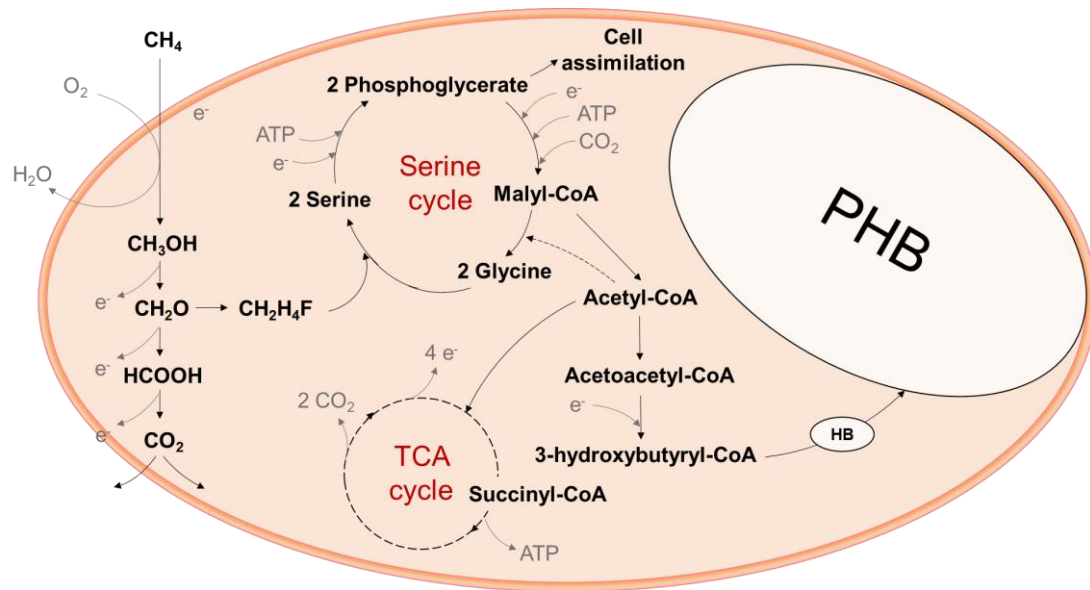 CH₄
O₂
e⁻
H₂O
CH₃OH
e⁻
CH₂O
CH₂H₄F
e⁻
HCOOH
e⁻
CO₂
Cell
assimilation
2 Phosphoglycerate
e⁻
ATP
CO₂
ATP
e⁻
Serine
cycle
2 Serine
Malyl-CoA
2 Glycine
Acetyl-CoA
Acetoacetyl-CoA
e⁻
3-hydroxybutyryl-CoA
HB
PHB
4 e⁻
2 CO₂
TCA
cycle
Succinyl-CoA
ATP